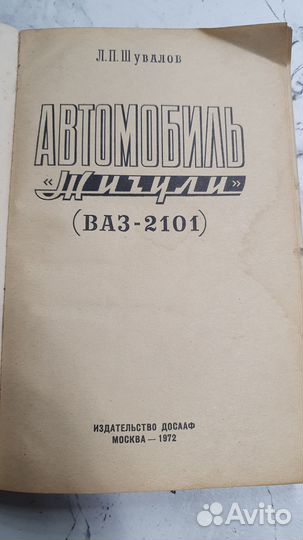 Л.П. Шувалов
АВТОМОБИЛЬ
«Жигули»
(ВАЗ-2101)
ИЗДАТЕЛЬСТВО ДОСААФ
МОСКВА — 1972
Avito